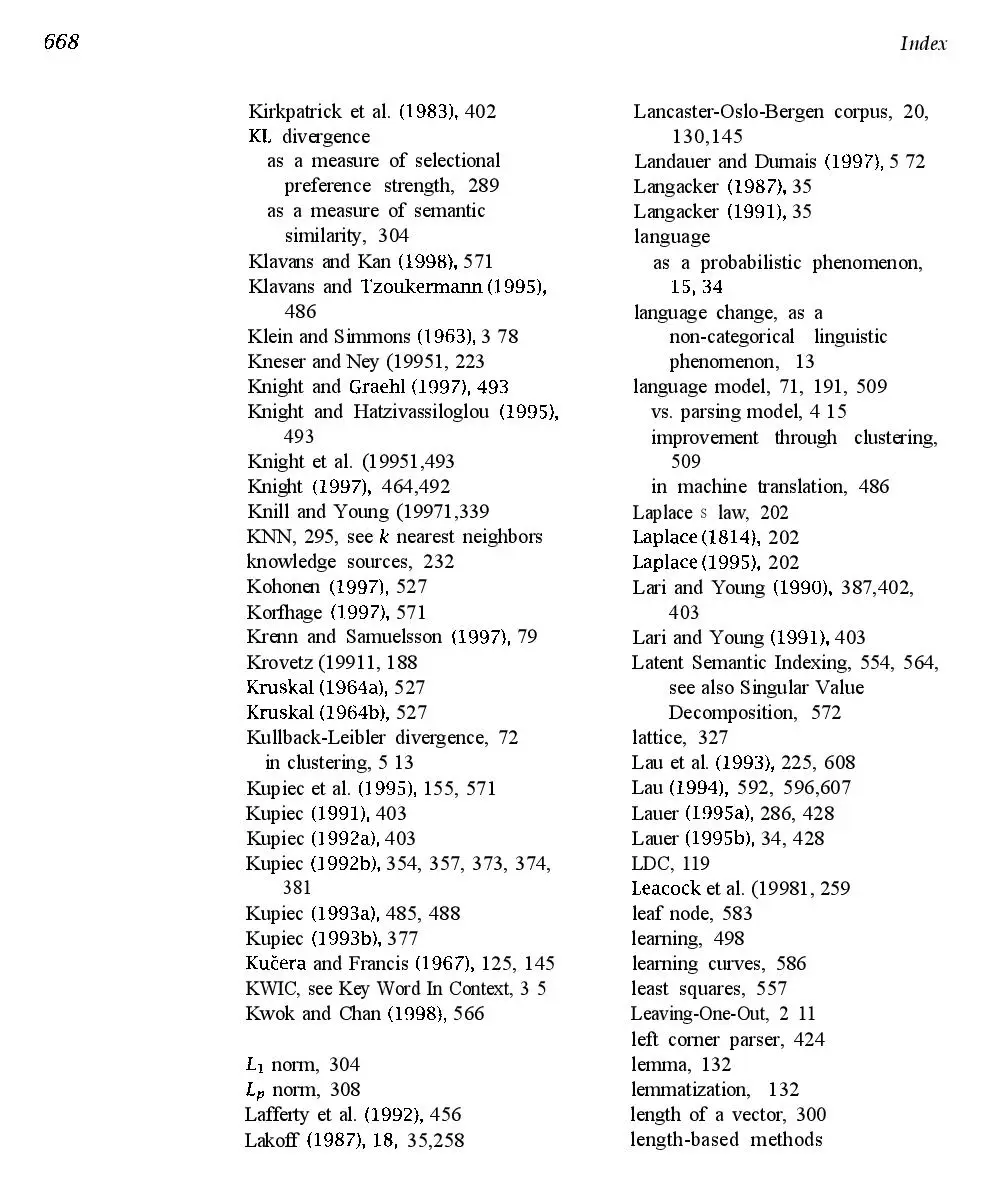 668
Index
Kirkpatrick et al. (1983), 402
KL divergence
as a measure of selectional
preference strength, 289
as a measure of semantic
similarity, 304
Klavans and Kan (1998), 571
Klavans and Tzoukermann (1995),
486
Klein and Simmons (1963), 3 78
Kneser and Ney (19951, 223
Knight and Graehl (1997), 493
Knight and Hatzivassiloglou (1995),
493
Knight et al. (19951,493
Knight (1997), 464,492
Knill and Young (19971,339
KNN, 295, see k nearest neighbors
knowledge sources, 232
Kohonen (1997), 527
Korfhage (1997), 571
Krenn and Samuelsson (1997), 79
Krovetz (19911, 188
Kruskal (1964a), 527
Kruskal (1964b), 527
Kullback-Leibler divergence, 72
in clustering, 5 13
Kupiec et al. (1995), 155, 571
Kupiec (1991), 403
Kupiec (1992a), 403
Kupiec (1992b), 354, 357, 373, 374,
381
Kupiec (1993a), 485, 488
Kupiec (1993b), 377
Kučera and Francis (1967), 125, 145
KWIC, see Key Word In Context, 3 5
Kwok and Chan (1998), 566
L1 norm, 304
Lp norm, 308
Lafferty et al. (1992), 456
Lakoff (1987), 18, 35,258
Lancaster-Oslo-Bergen corpus, 20,
130,145
Landauer and Dumais (1997), 5 72
Langacker (1987), 35
Langacker (1991), 35
language
as a probabilistic phenomenon,
15, 34
language change, as a
non-categorical linguistic
phenomenon, 13
language model, 71, 191, 509
vs. parsing model, 4 15
improvement through clustering,
509
in machine translation, 486
Laplace s law, 202
Laplace (1814), 202
Laplace (1995), 202
Lari and Young (1990), 387,402,
403
Lari and Young (1991), 403
Latent Semantic Indexing, 554, 564,
see also Singular Value
Decomposition, 572
lattice, 327
Lau et al. (1993), 225, 608
Lau (1994), 592, 596,607
Lauer (1995a), 286, 428
Lauer (1995b), 34, 428
LDC, 119
Leacock et al. (19981, 259
leaf node, 583
learning, 498
learning curves, 586
least squares, 557
Leaving-One-Out, 2 11
left corner parser, 424
lemma, 132
lemmatization, 132
length of a vector, 300
length-based methods